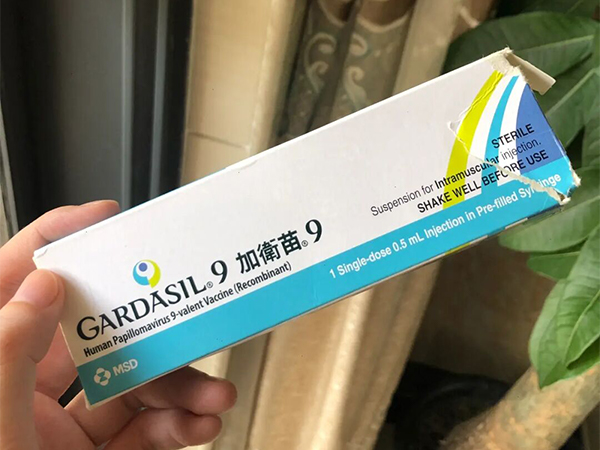 GARDASIL®9 加衛苗®9
Human Papillomavirus 9-valent Vaccine (Recombinant)
MSD
STERILE
Suspension for Intramuscular injection.
SHAKE WELL BEFORE USE
1 Single-dose 0.5 mL Injection in Pre-filled Syringe